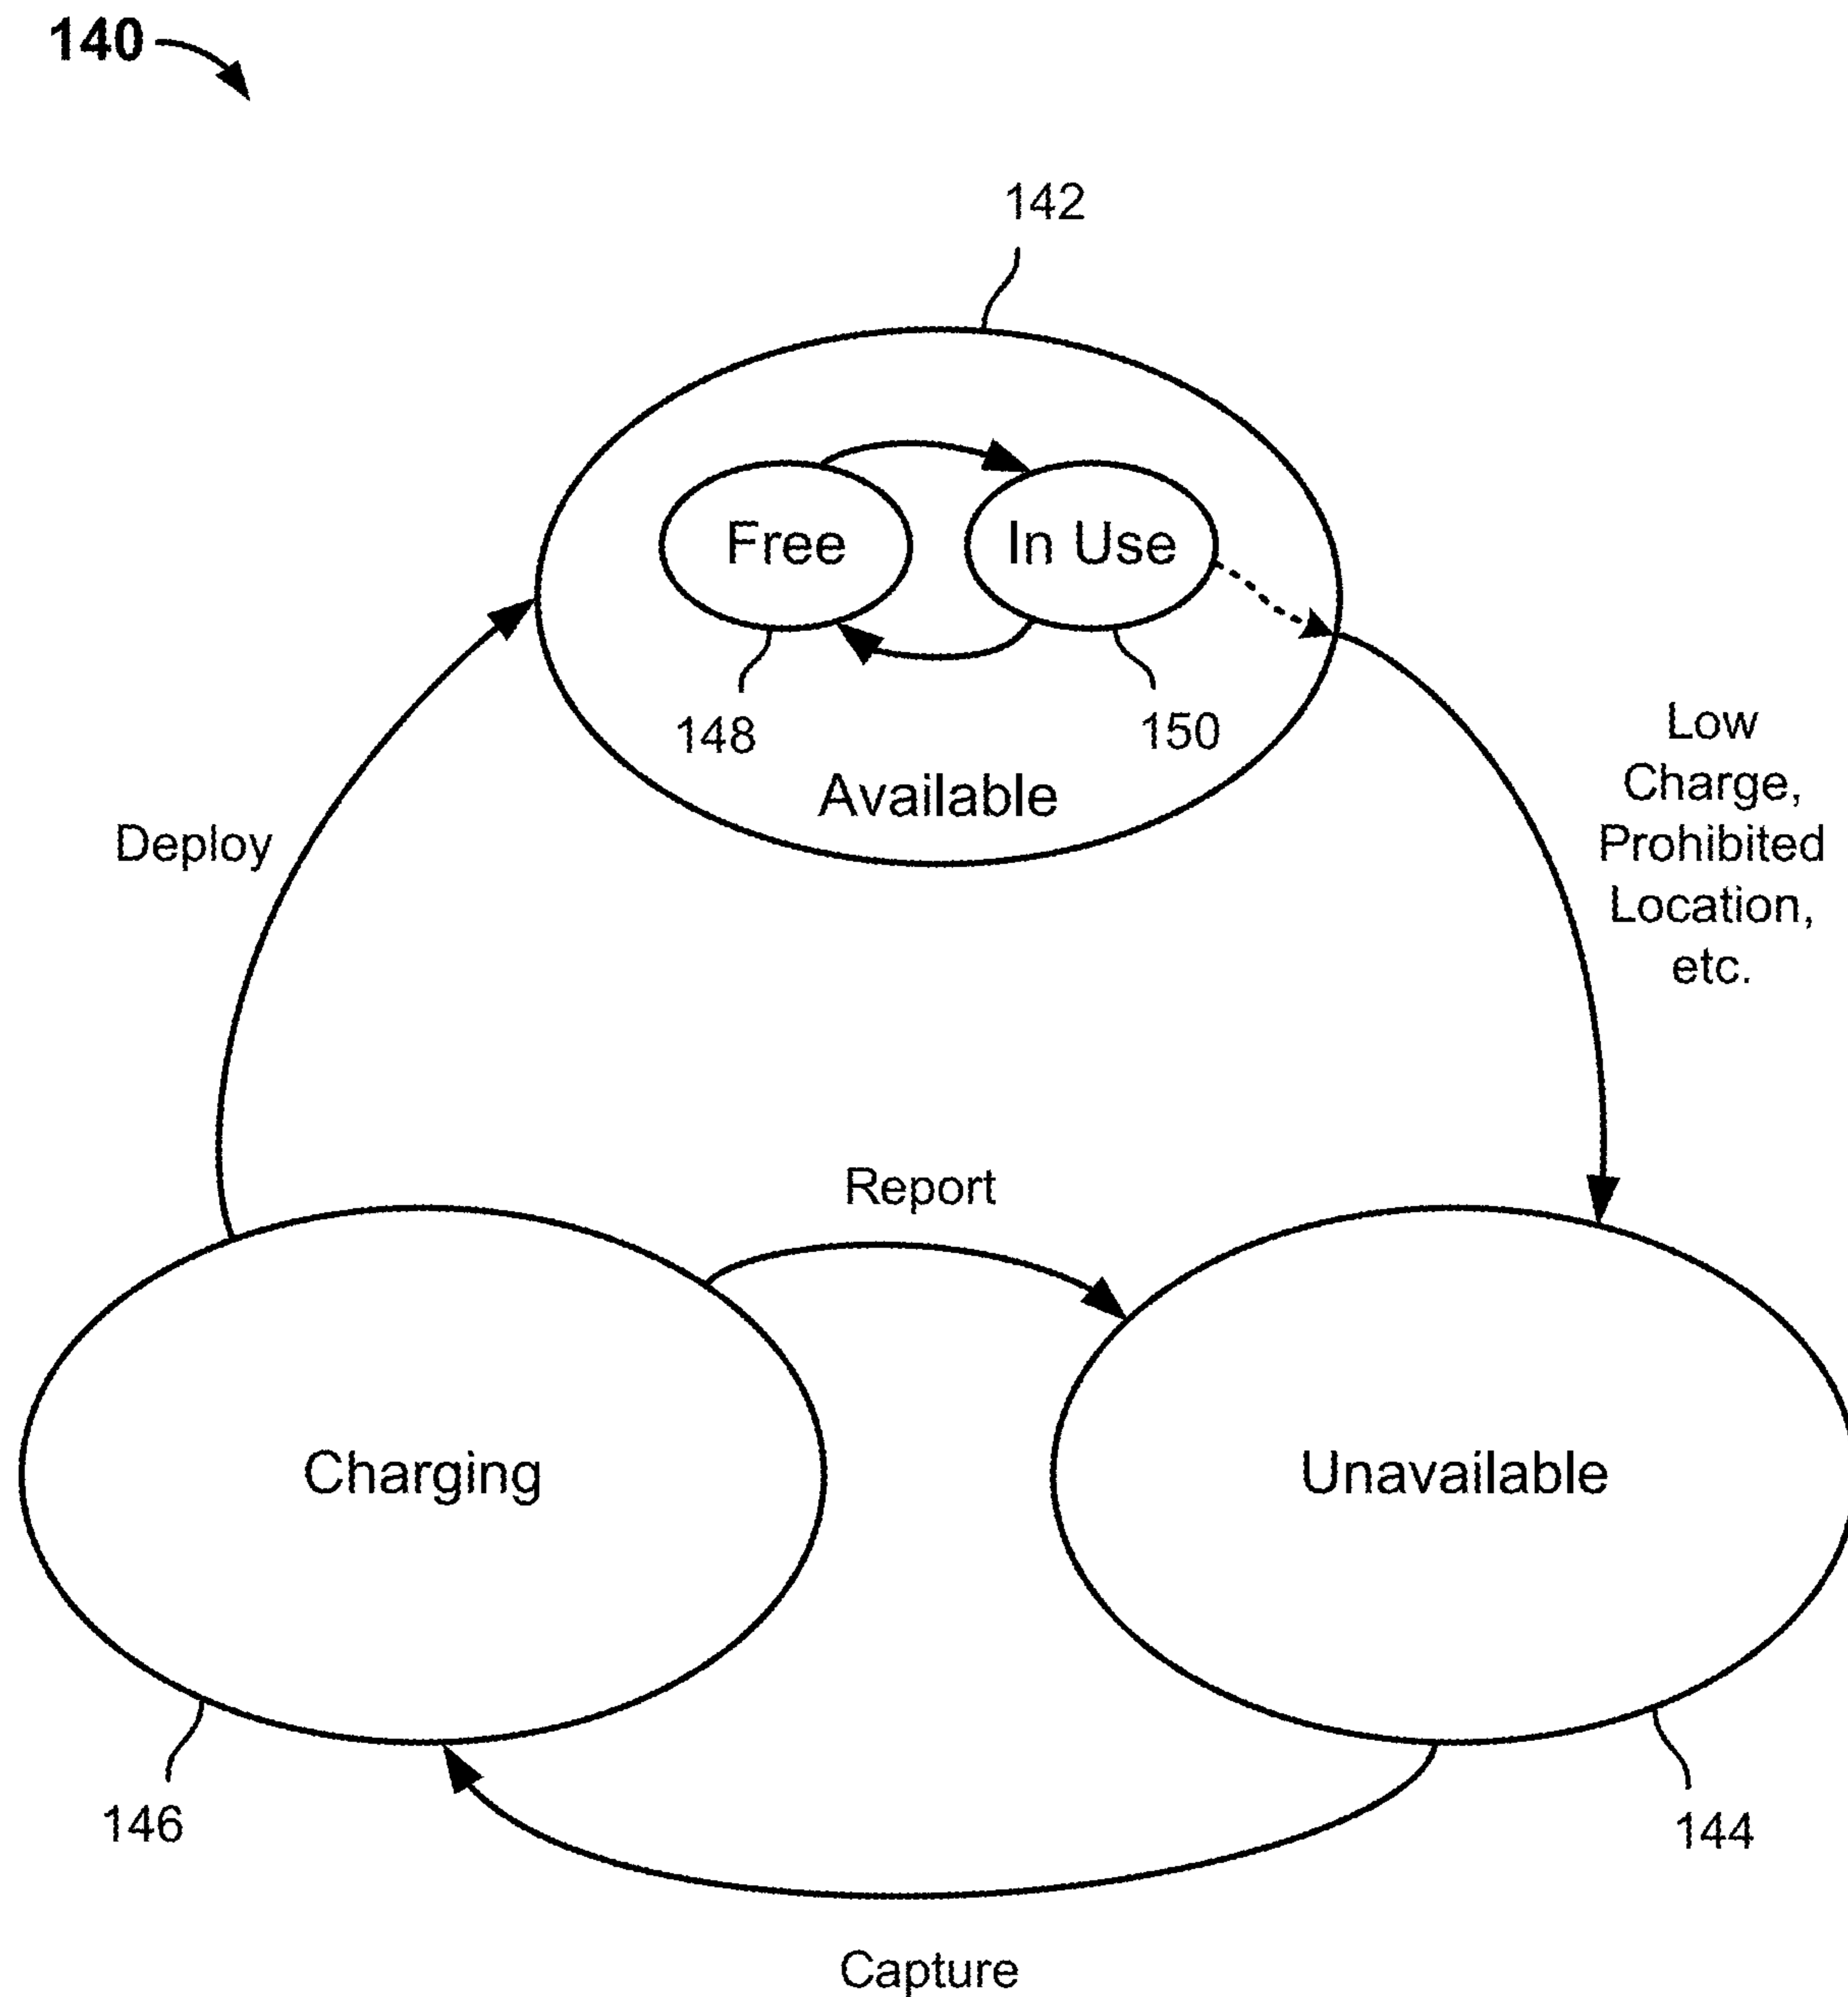 140
142
Free
In Use
148
150
Available
Deploy
Low
Charge,
Prohibited
Location,
etc.
Report
Charging
Unavailable
146
144
Capture